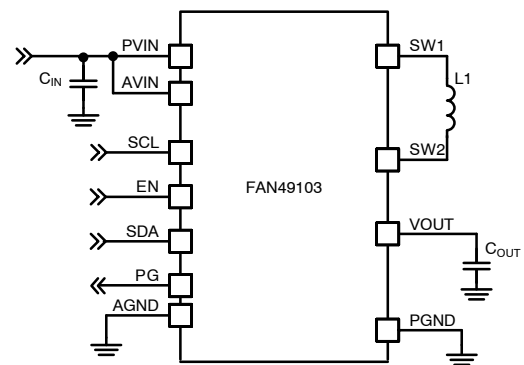 PVIN
SW1
CIN
L1
AVIN
SCL
SW2
EN
FAN49103
SDA
VOUT
COUT
PG
AGND
PGND